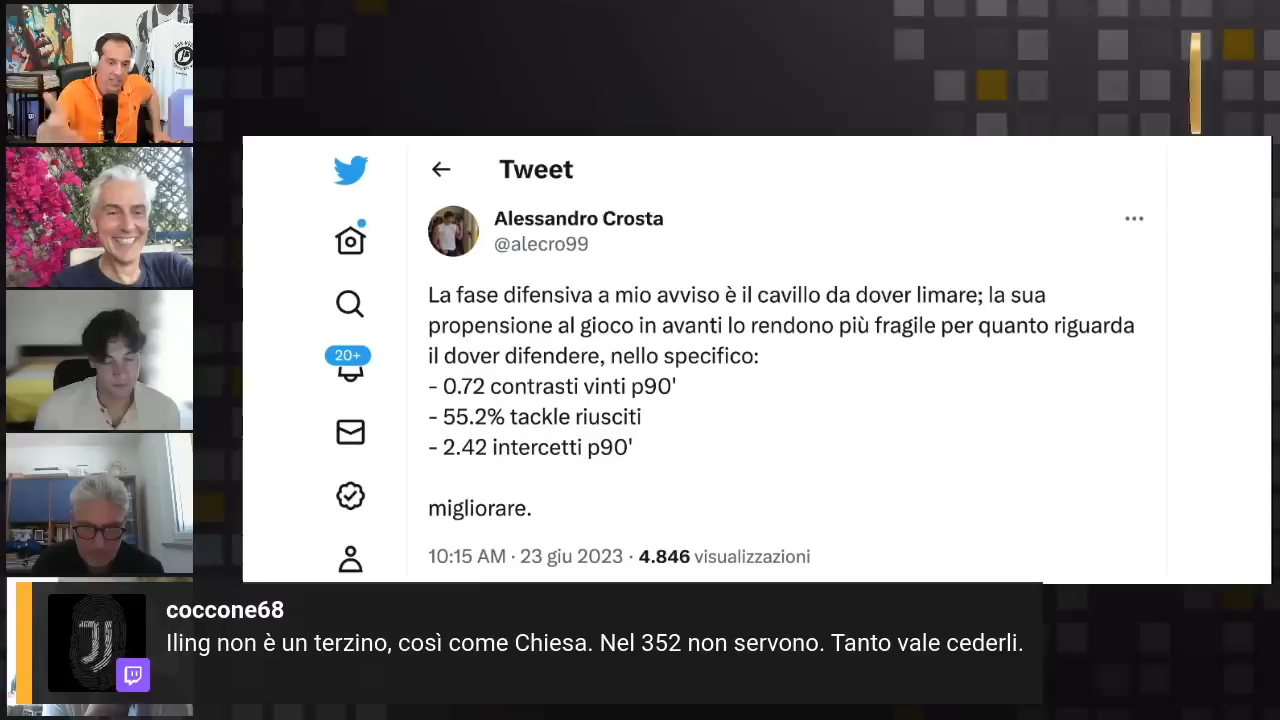 Tweet
Alessandro Crosta
@alecro99
La fase difensiva a mio avviso è il cavillo da dover limare; la sua
propensione al gioco in avanti lo rendono più fragile per quanto riguarda
il dover difendere, nello specifico:
- 0.72 contrasti vinti p90'
- 55.2% tackle riusciti
- 2.42 intercetti p90'
migliorare.
10:15 AM · 23 giu 2023 · 4.846 visualizzazioni
20+
coccone68
Iling non è un terzino, così come Chiesa. Nel 352 non servono. Tanto vale cederli.